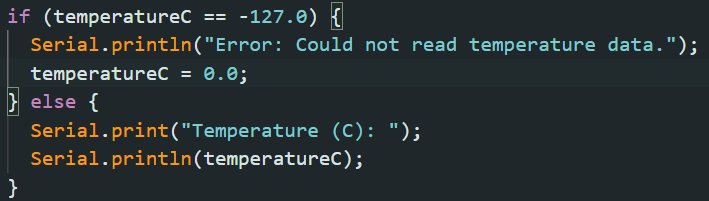 if (temperatureC == -127.0) {
  Serial.println("Error: Could not read temperature data.");
  temperatureC = 0.0;
} else {
  Serial.print("Temperature (C): ");
  Serial.println(temperatureC);
}